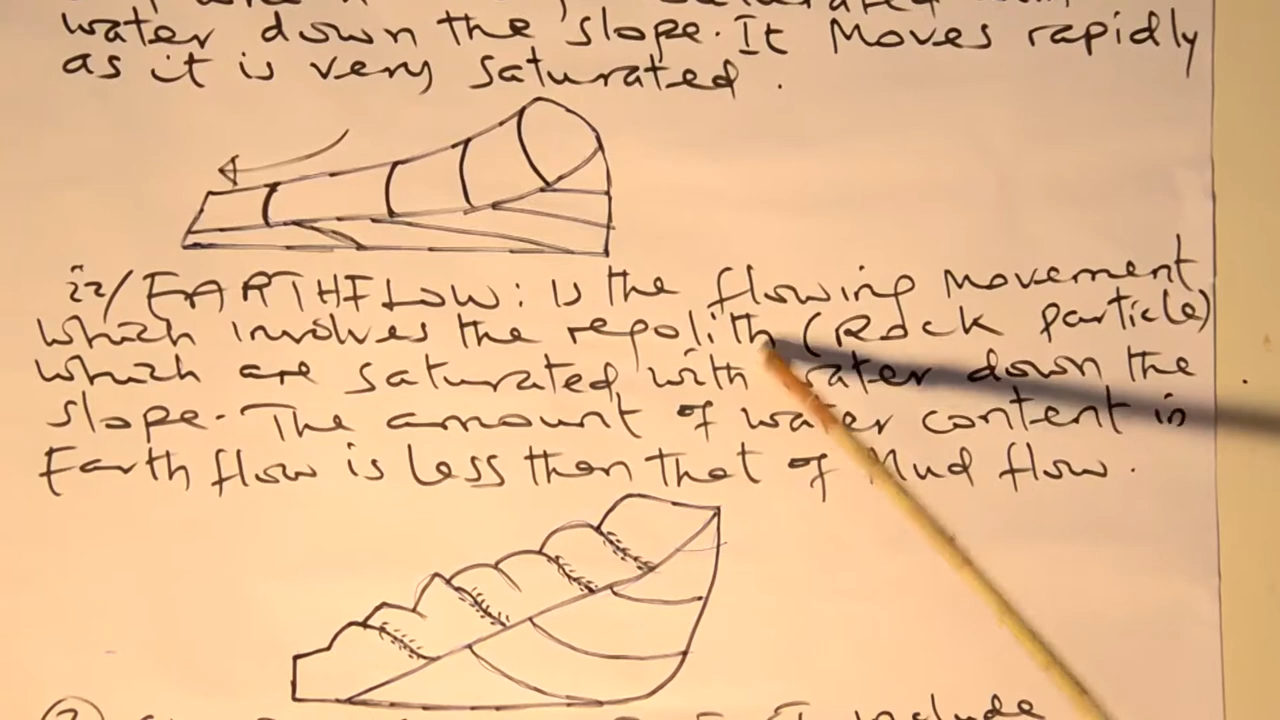 water down the slope. It Moves rapidly
as it is very saturated.
ii/ EARTHFLOW: is the flowing movement
which involves the regolith (Rock particle)
which are saturated with water down the
slope. The amount of water content in
Earth flow is less than that of Mud flow.
include